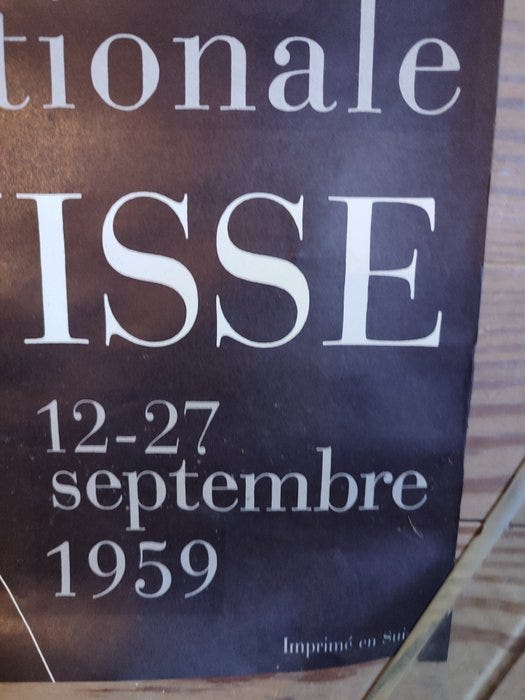 tionale
ISSE
12-27
septembre
1959
Imprimé en Sui